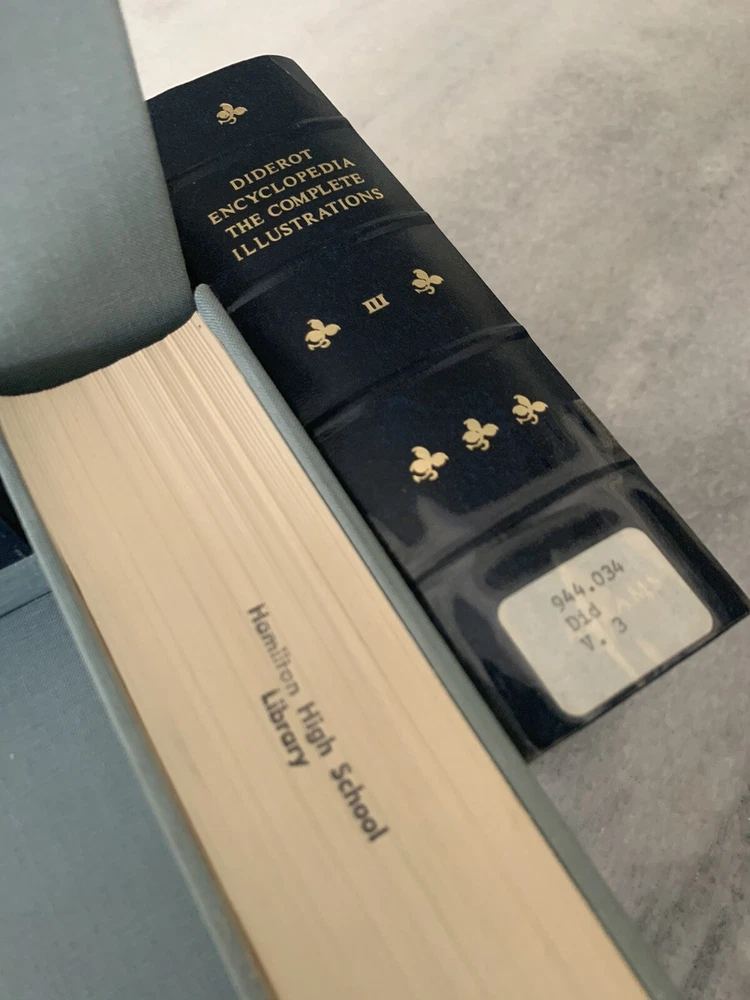 DIDEROT
ENCYCLOPEDIA
THE COMPLETE
ILLUSTRATIONS
III
944.034
Did
V. 3
Hamilton High School
Library